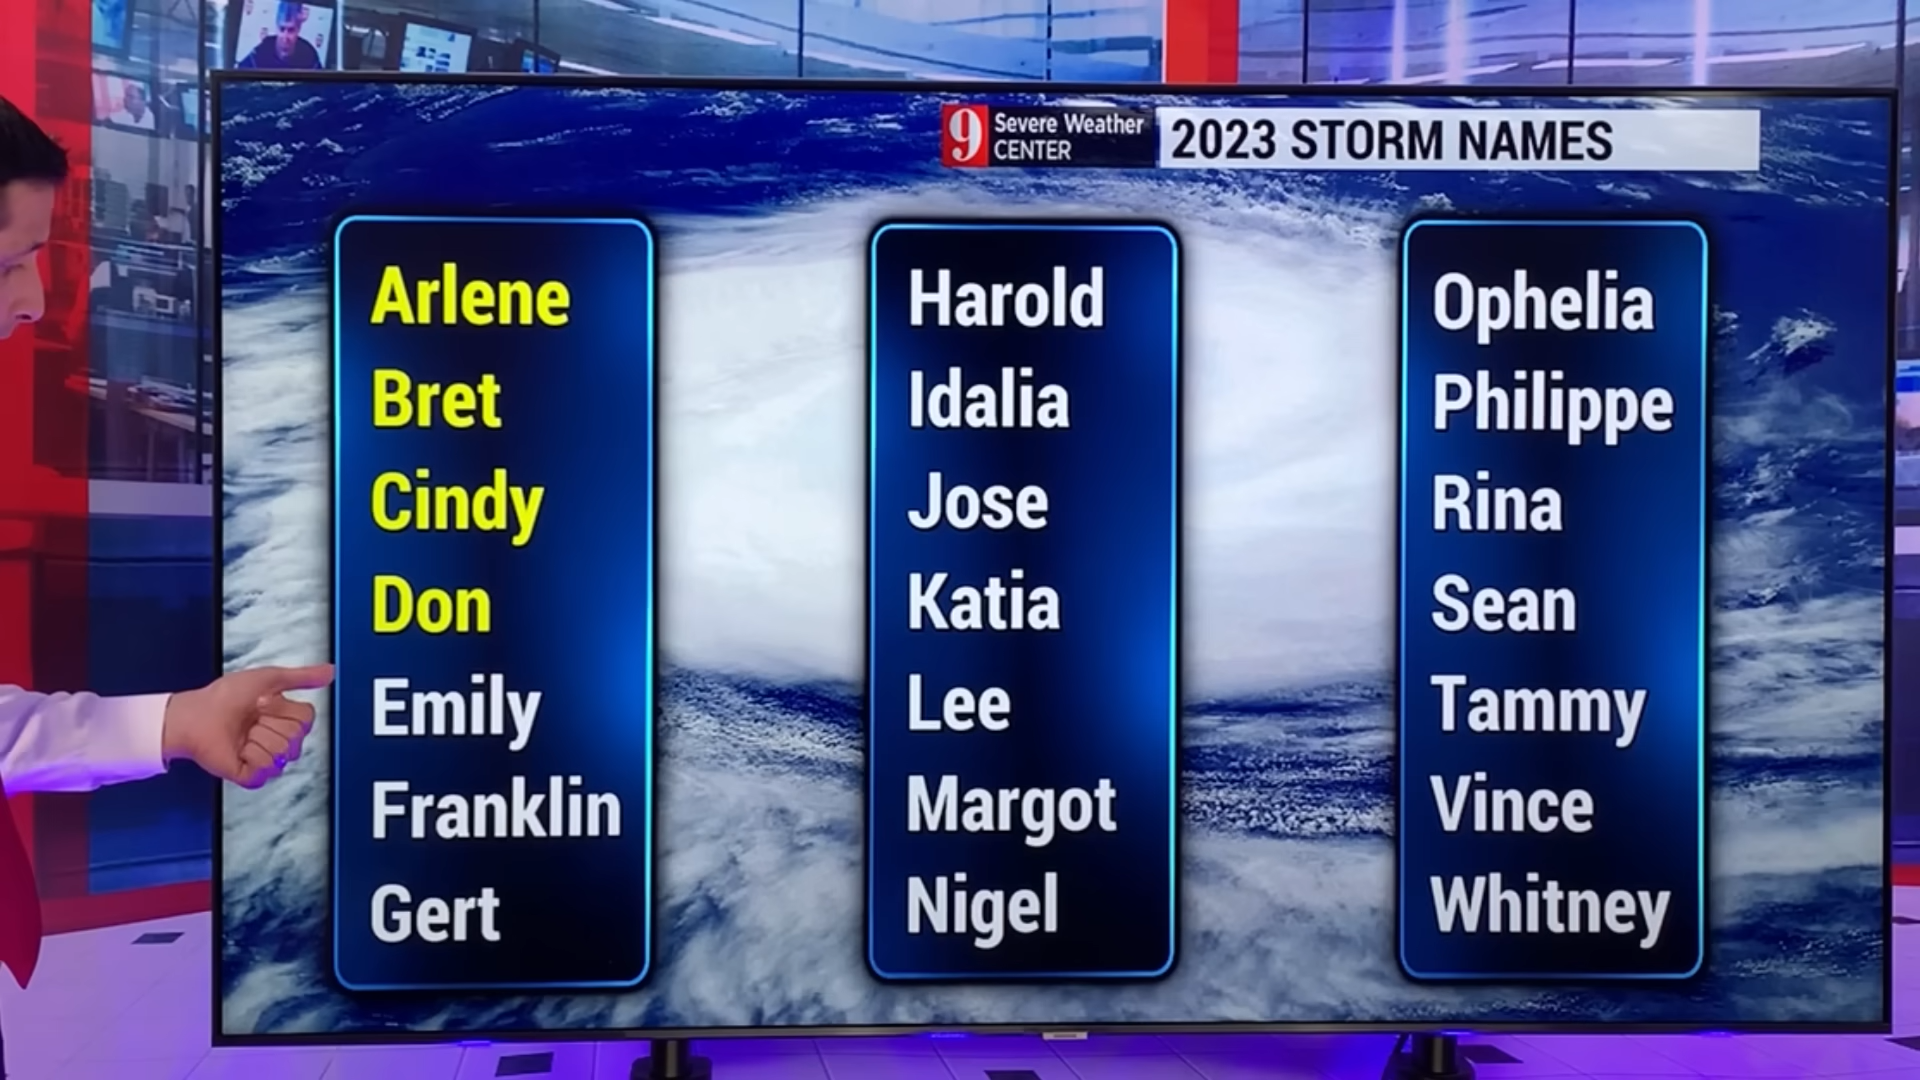 9 Severe Weather
CENTER
2023 STORM NAMES
Arlene
Bret
Cindy
Don
Emily
Franklin
Gert
Harold
Idalia
Jose
Katia
Lee
Margot
Nigel
Ophelia
Philippe
Rina
Sean
Tammy
Vince
Whitney